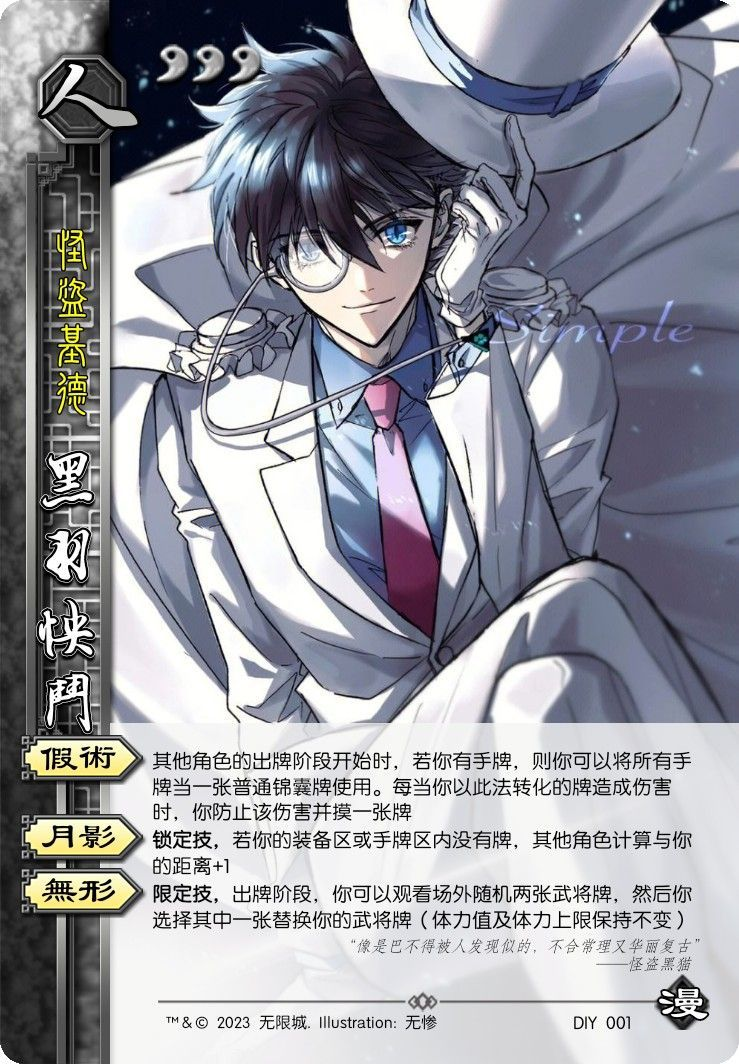 人
怪盗基德
黑羽快鬥
Simple
假術
其他角色的出牌阶段开始时，若你有手牌，则你可以将所有手
牌当一张普通锦囊牌使用。每当你以此法转化的牌造成伤害
时，你防止该伤害并摸一张牌
月影
锁定技，若你的装备区或手牌区内没有牌，其他角色计算与你
的距离+1
無形
限定技，出牌阶段，你可以观看场外随机两张武将牌，然后你
选择其中一张替换你的武将牌（体力值及体力上限保持不变）
“像是巴不得被人发现似的，不合常理又华丽复古”
——怪盗黑猫
™&© 2023 无限城. Illustration: 无惨
DIY 001
漫